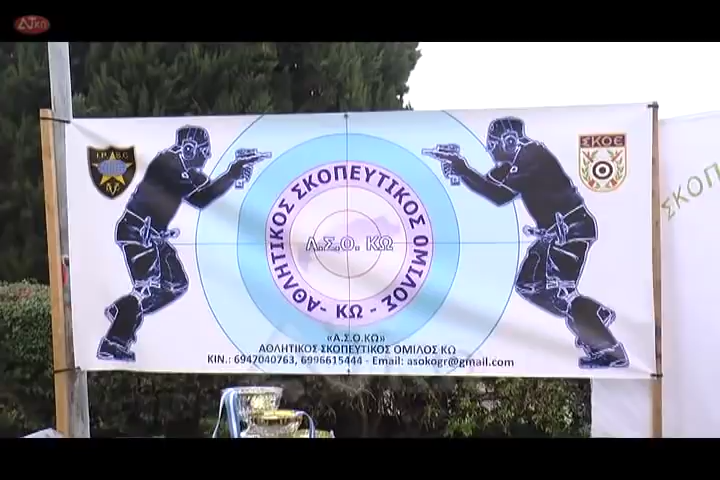 ΔΤΚΩ
I.P.S.C
ΣΚΟΕ
ΑΘΛΗΤΙΚΟΣ ΣΚΟΠΕΥΤΙΚΟΣ ΟΜΙΛΟΣ
- ΚΩ -
Α.Σ.Ο. ΚΩ
ΣΚΟΠ
«Α.Σ.Ο.ΚΩ»
ΑΘΛΗΤΙΚΟΣ ΣΚΟΠΕΥΤΙΚΟΣ ΟΜΙΛΟΣ ΚΩ
ΚΙΝ.: 6947040763, 6996615444 - Email: asokogr@gmail.com